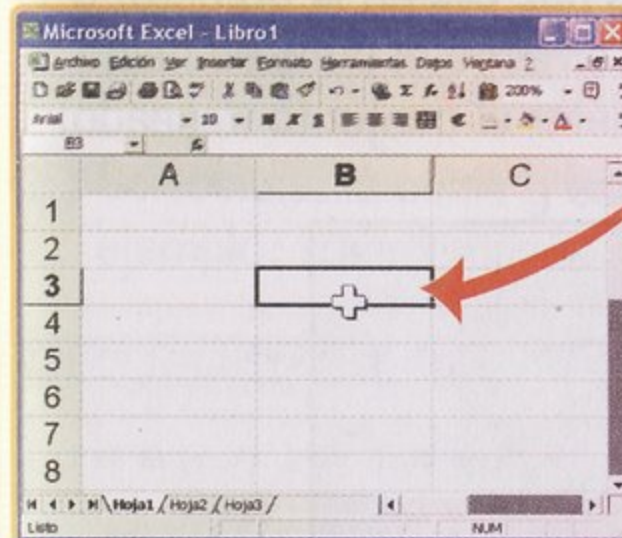 Microsoft Excel - Libro1
Archivo Edición Ver Insertar Formato Herramientas Datos Ventana ?
200%
Arial 10 N K S €
B3 fx
A B C
1
2
3
4
5
6
7
8
Hoja1 / Hoja2 / Hoja3 /
Listo NUM